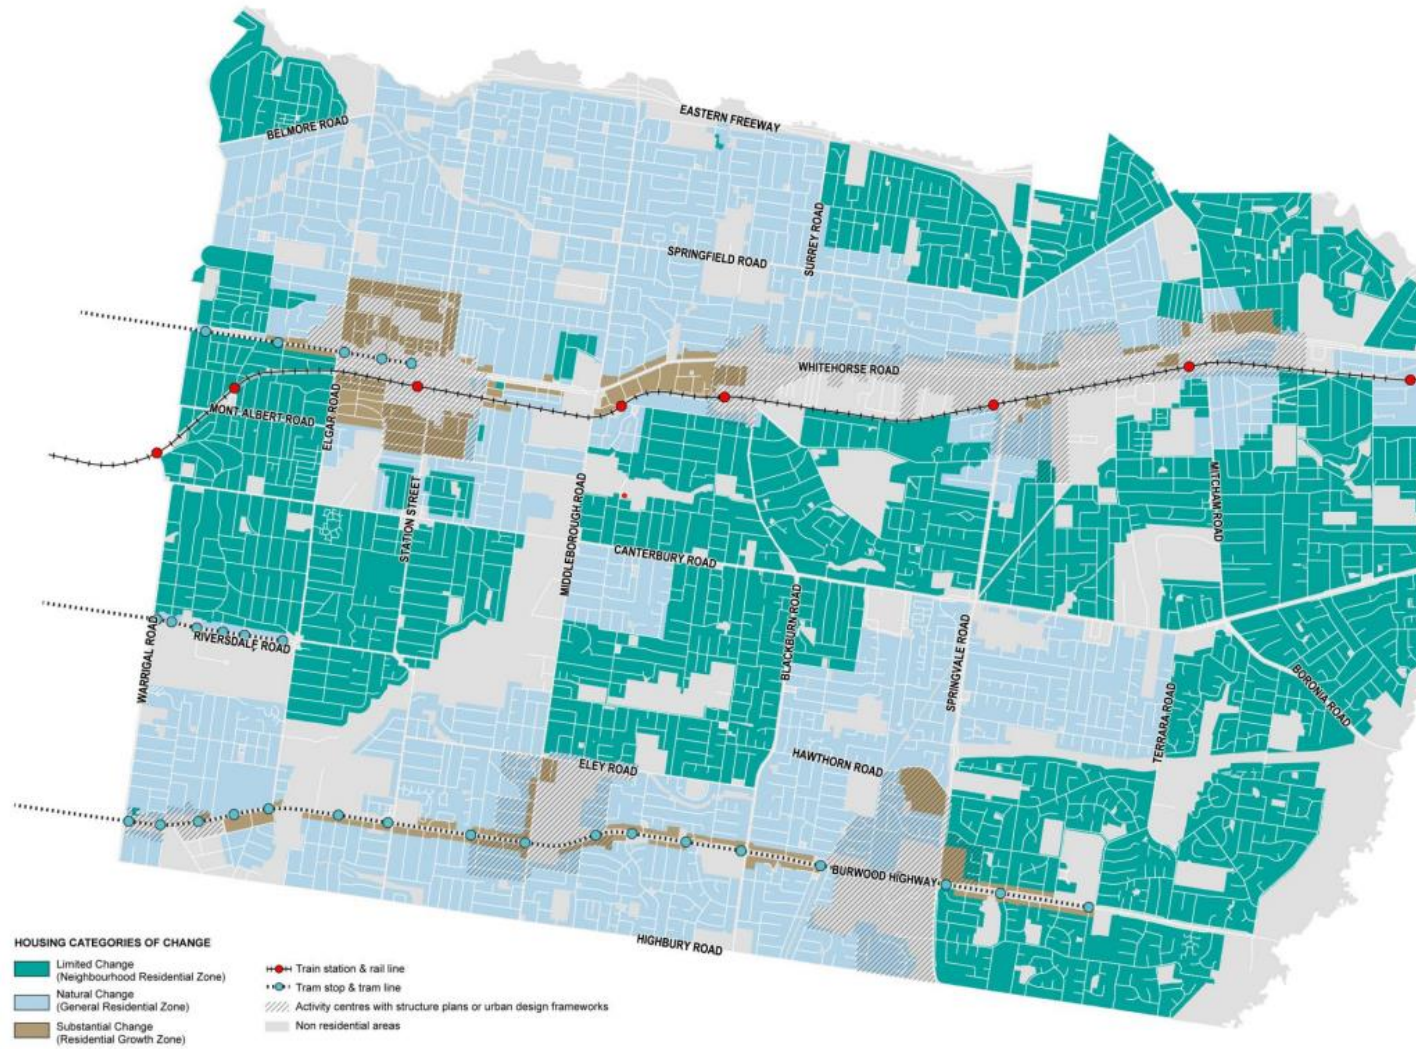 EASTERN FREEWAY
BELMORE ROAD
SURREY ROAD
SPRINGFIELD ROAD
WHITEHORSE ROAD
MONT ALBERT ROAD
ELGAR ROAD
STATION STREET
MIDDLEBOROUGH ROAD
MITCHAM ROAD
CANTERBURY ROAD
BLACKBURN ROAD
SPRINGVALE ROAD
WARRIGAL ROAD
RIVERSDALE ROAD
TERRARA ROAD
BORONIA ROAD
ELEY ROAD
HAWTHORN ROAD
BURWOOD HIGHWAY
HIGHBURY ROAD
HOUSING CATEGORIES OF CHANGE
Limited Change
(Neighbourhood Residential Zone)
Natural Change
(General Residential Zone)
Substantial Change
(Residential Growth Zone)
Train station & rail line
Tram stop & tram line
Activity centres with structure plans or urban design frameworks
Non residential areas